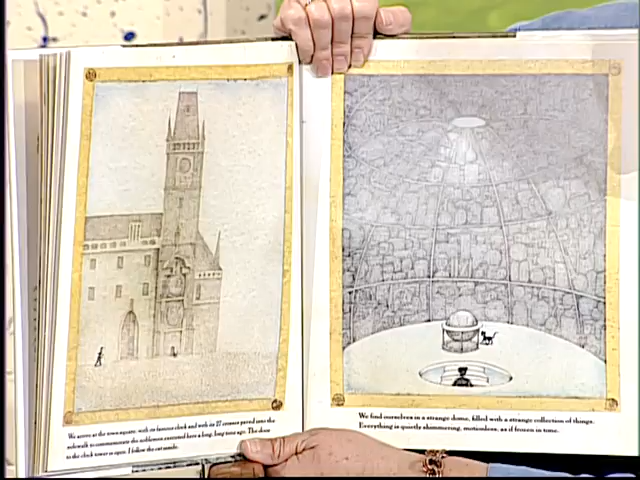 We arrive at the town square, with its famous clock and with its 27 crosses paved into the
sidewalk to commemorate the noblemen executed here a long, long time ago. The door
to the clock tower is open. I follow the cat inside.
We find ourselves in a strange dome, filled with a strange collection of things.
Everything is quietly shimmering, motionless, as if frozen in time.